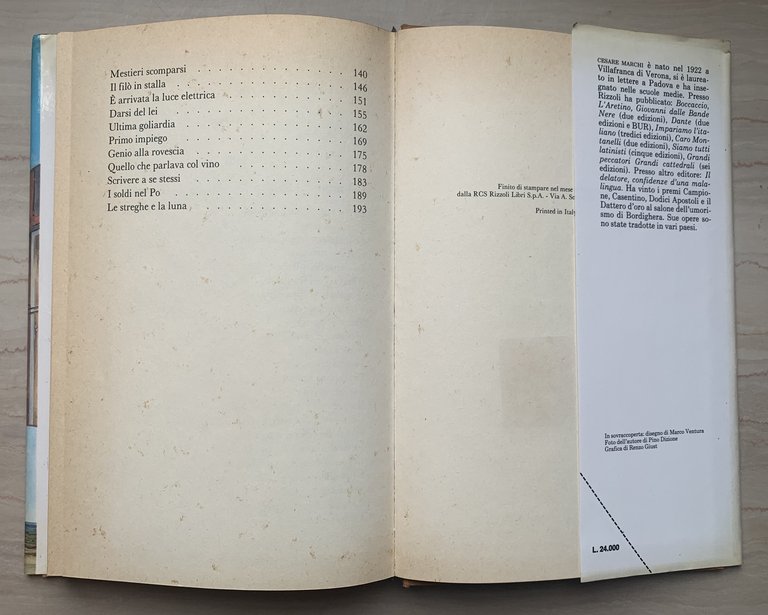 Mestieri scomparsi . . . . . . . . . . . . 140
Il filò in stalla . . . . . . . . . . . . 146
È arrivata la luce elettrica . . . . . . . . . . 151
Darsi del lei . . . . . . . . . . . . 155
Ultima goliardia . . . . . . . . . . . . 162
Primo impiego . . . . . . . . . . . . 169
Genio alla rovescia . . . . . . . . . . . 175
Quello che parlava col vino . . . . . . . . . 178
Scrivere a se stessi . . . . . . . . . . . 183
I soldi nel Po . . . . . . . . . . . . 189
Le streghe e la luna . . . . . . . . . . . 193
Finito di stampare nel mese
dalla RCS Rizzoli Libri S.p.A. - Via A.
Printed in Italy
CESARE MARCHI è nato nel 1922 a
Villafranca di Verona, si è laurea-
to in lettere a Padova e ha inse-
gnato nelle scuole medie. Presso
Rizzoli ha pubblicato: Boccaccio,
L'Aretino, Giovanni dalle Bande
Nere (due edizioni), Dante (due
edizioni e BUR), Impariamo l'ita-
liano (tredici edizioni), Caro Mon-
tanelli (due edizioni), Siamo tutti
latinisti (cinque edizioni), Grandi
peccatori Grandi cattedrali (sei
edizioni). Presso altro editore: Il
delatore, confidenze d'una mala-
lingua. Ha vinto i premi Campio-
ne, Casentino, Dodici Apostoli e il
Dattero d'oro al salone dell'umori-
smo di Bordighera. Sue opere so-
no state tradotte in vari paesi.
In sovraccoperta: disegno di Marco Ventura
Foto dell'autore di Pino Dizione
Grafica di Renzo Giust
L. 24.000